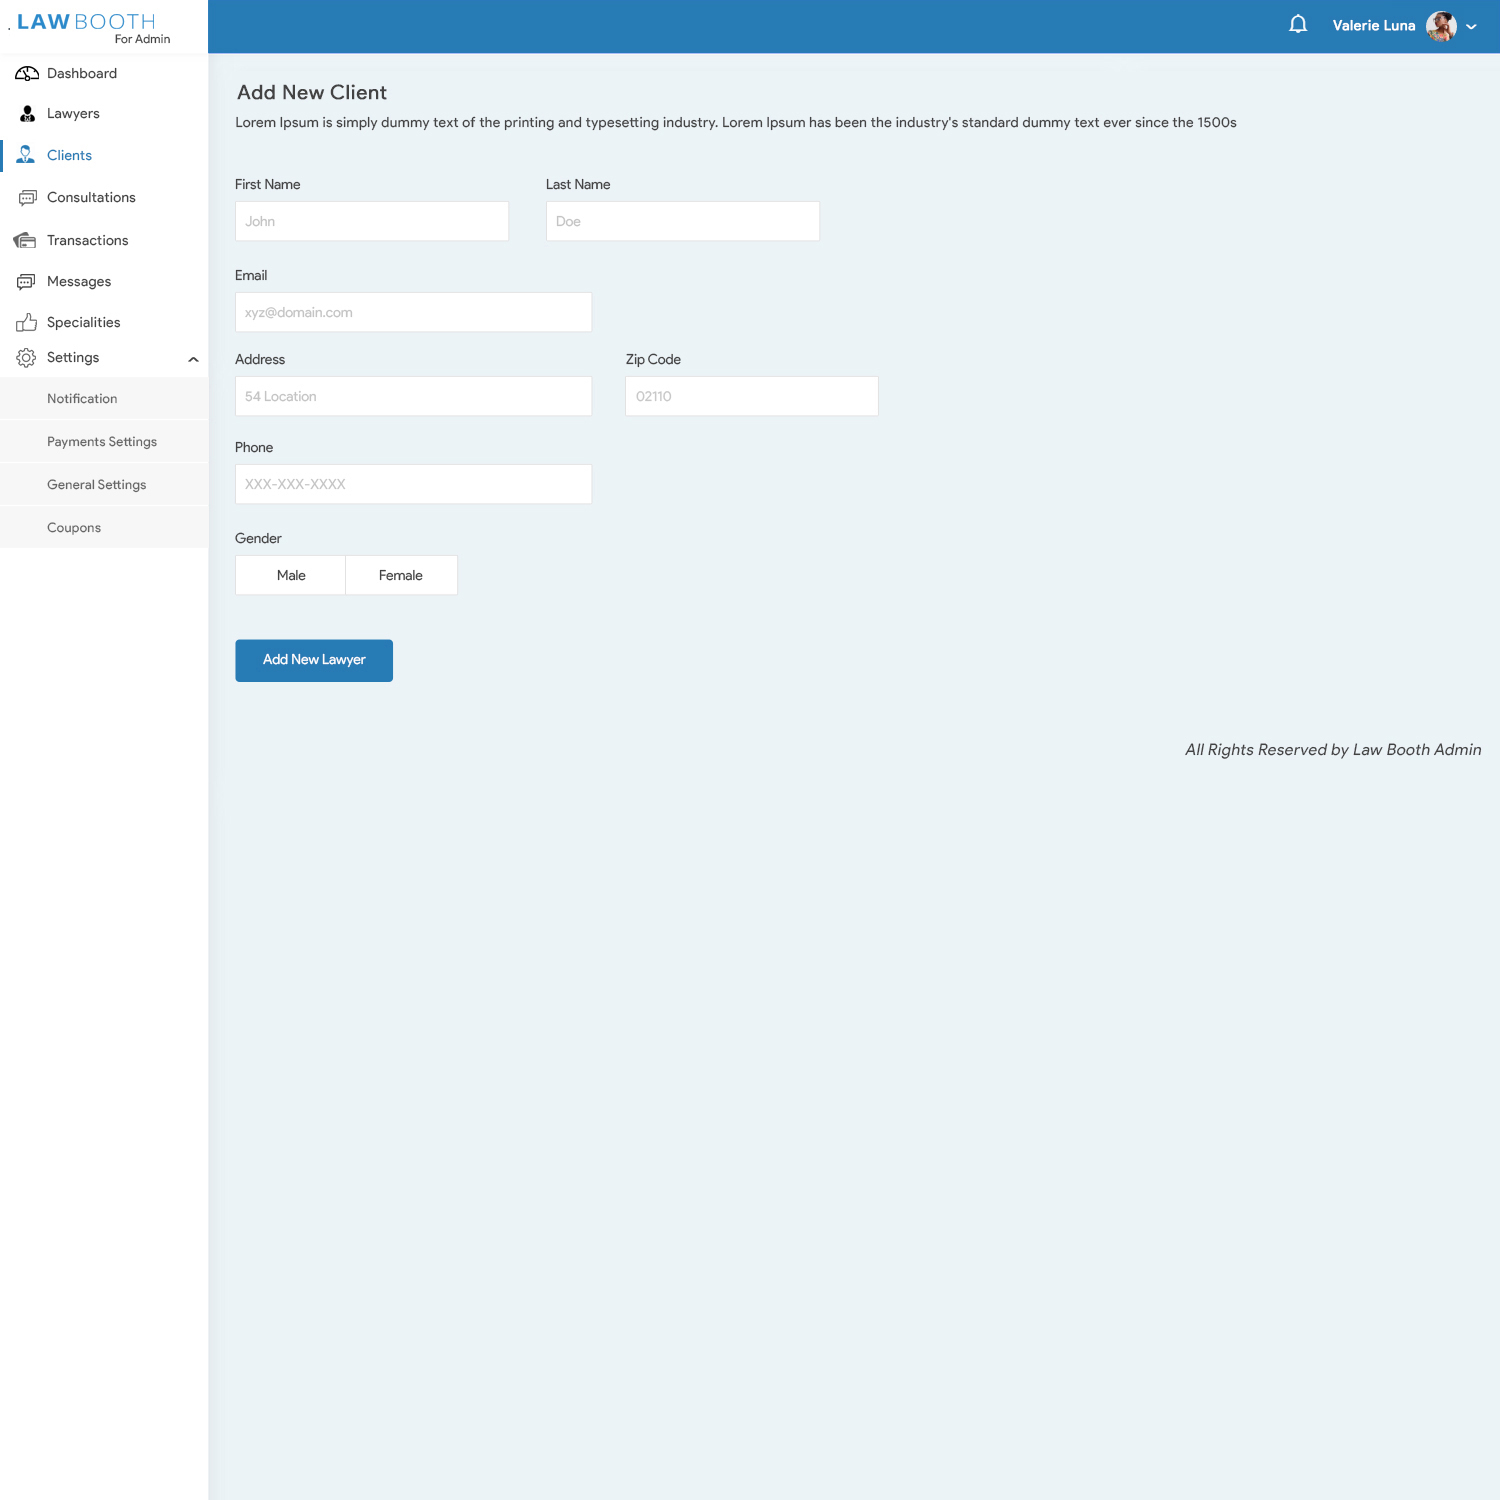 LAW BOOTH
For Admin
Valerie Luna
Dashboard
Lawyers
Clients
Consultations
Transactions
Messages
Specialities
Settings
Notification
Payments Settings
General Settings
Coupons
Add New Client
Lorem Ipsum is simply dummy text of the printing and typesetting industry. Lorem Ipsum has been the industry's standard dummy text ever since the 1500s
First Name
Last Name
John
Doe
Email
xyz@domain.com
Address
Zip Code
54 Location
02110
Phone
XXX-XXX-XXXX
Gender
Male
Female
Add New Lawyer
All Rights Reserved by Law Booth Admin